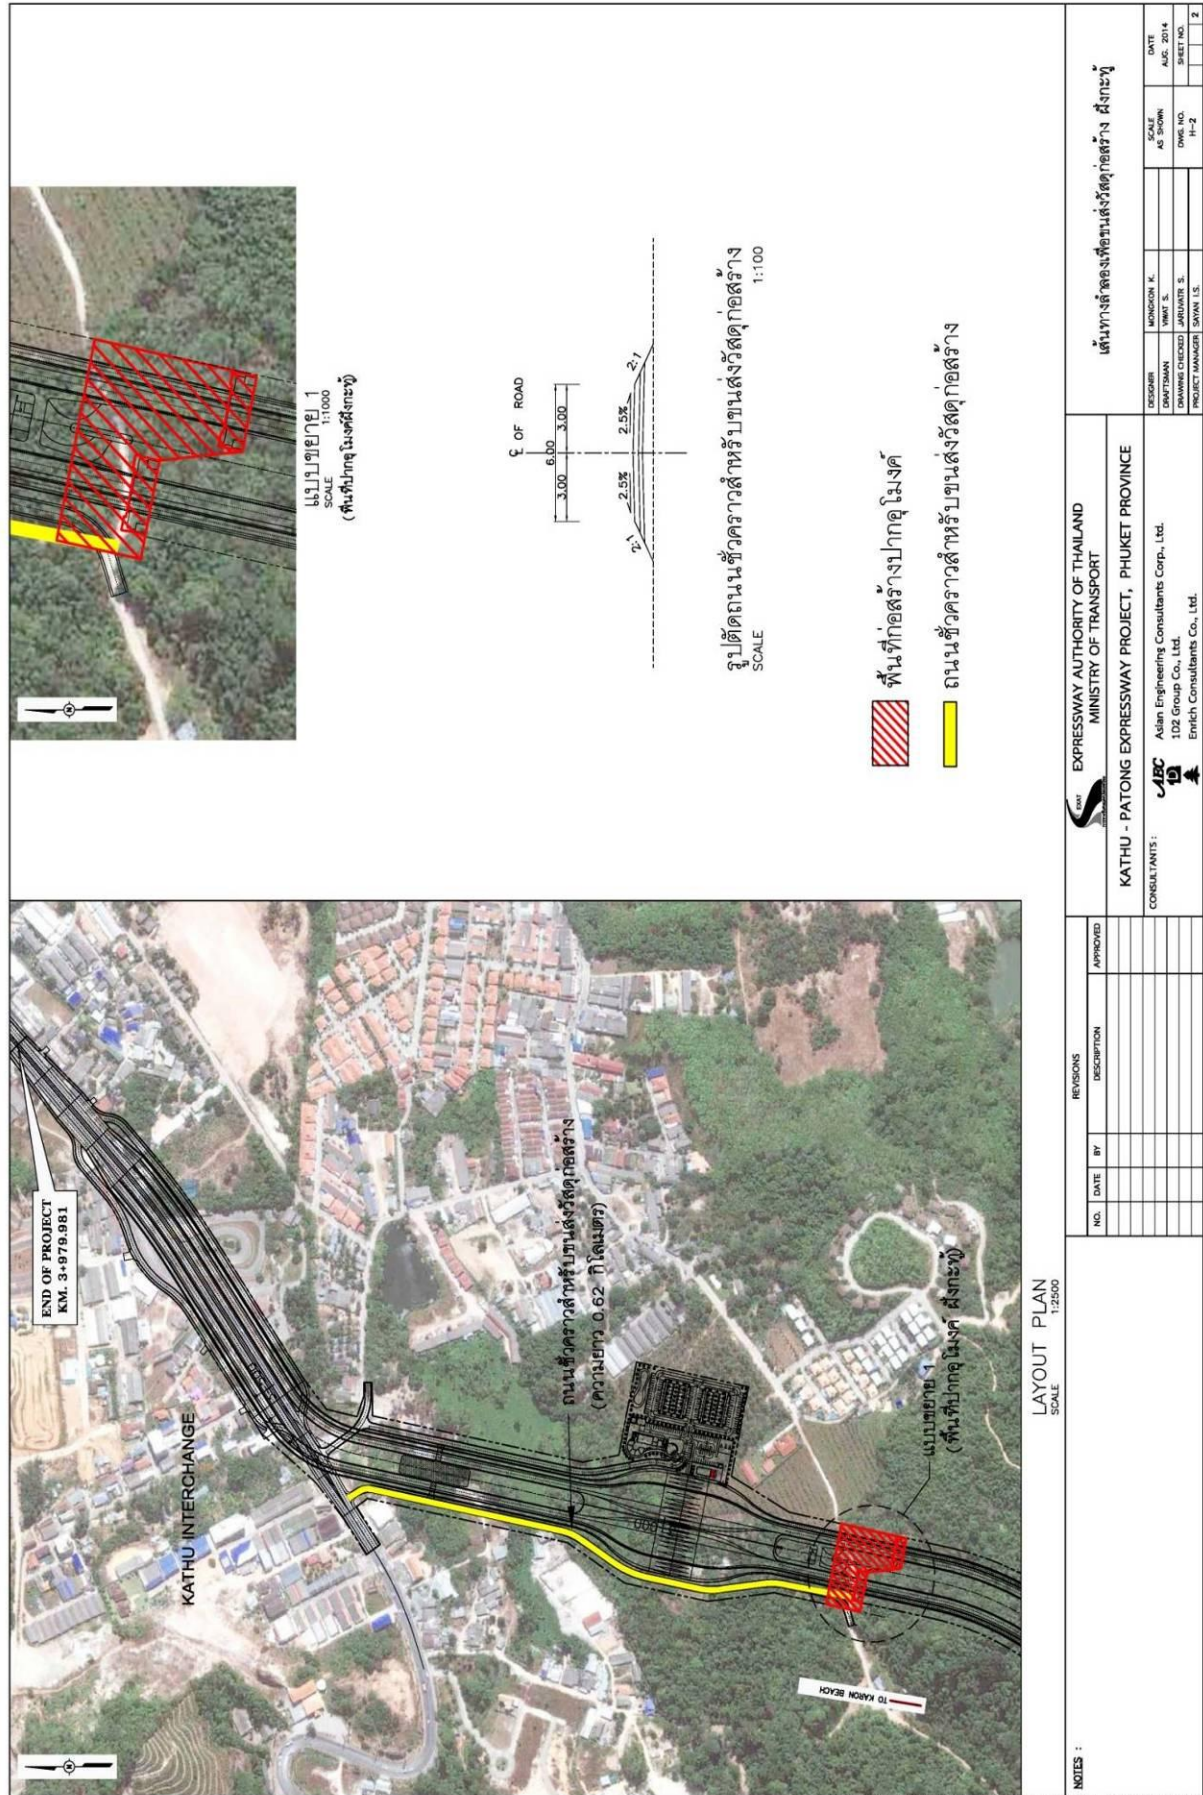 END OF PROJECT
KM. 3+979.981
KATHU INTERCHANGE
ถนนชั่วคราวสำหรับขนส่งวัสดุก่อสร้าง
(ความยาว 0.62 กิโลเมตร)
แบบขยาย 1
(พื้นที่ปากอุโมงค์ ฝั่งกะทู้)
TO KARON BEACH
N
LAYOUT PLAN
SCALE 1:2500
N
แบบขยาย 1
SCALE 1:1000
(พื้นที่ปากอุโมงค์ฝั่งกะทู้)
℄ OF ROAD
6.00
3.00 3.00
2:1 2.5% 2.5% 2:1
รูปตัดถนนชั่วคราวสำหรับขนส่งวัสดุก่อสร้าง
SCALE 1:100
พื้นที่ก่อสร้างปากอุโมงค์
ถนนชั่วคราวสำหรับขนส่งวัสดุก่อสร้าง
NOTES :
REVISIONS
NO. DATE BY DESCRIPTION APPROVED
EXAT
EXPRESSWAY AUTHORITY OF THAILAND
MINISTRY OF TRANSPORT
KATHU - PATONG EXPRESSWAY PROJECT, PHUKET PROVINCE
CONSULTANTS :
AEC
Asian Engineering Consultants Corp., Ltd.
102 Group Co., Ltd.
Enrich Consultants Co., Ltd.
เส้นทางลำลองเพื่อขนส่งวัสดุก่อสร้าง ฝั่งกะทู้
DESIGNER MONGKON K.
DRAFTSMAN VIWAT S.
DRAWING CHECKED JARUVATR S.
PROJECT MANAGER SAYAN I.S.
SCALE
AS SHOWN
DATE
AUG. 2014
DWG. NO.
H-2
SHEET NO.
2